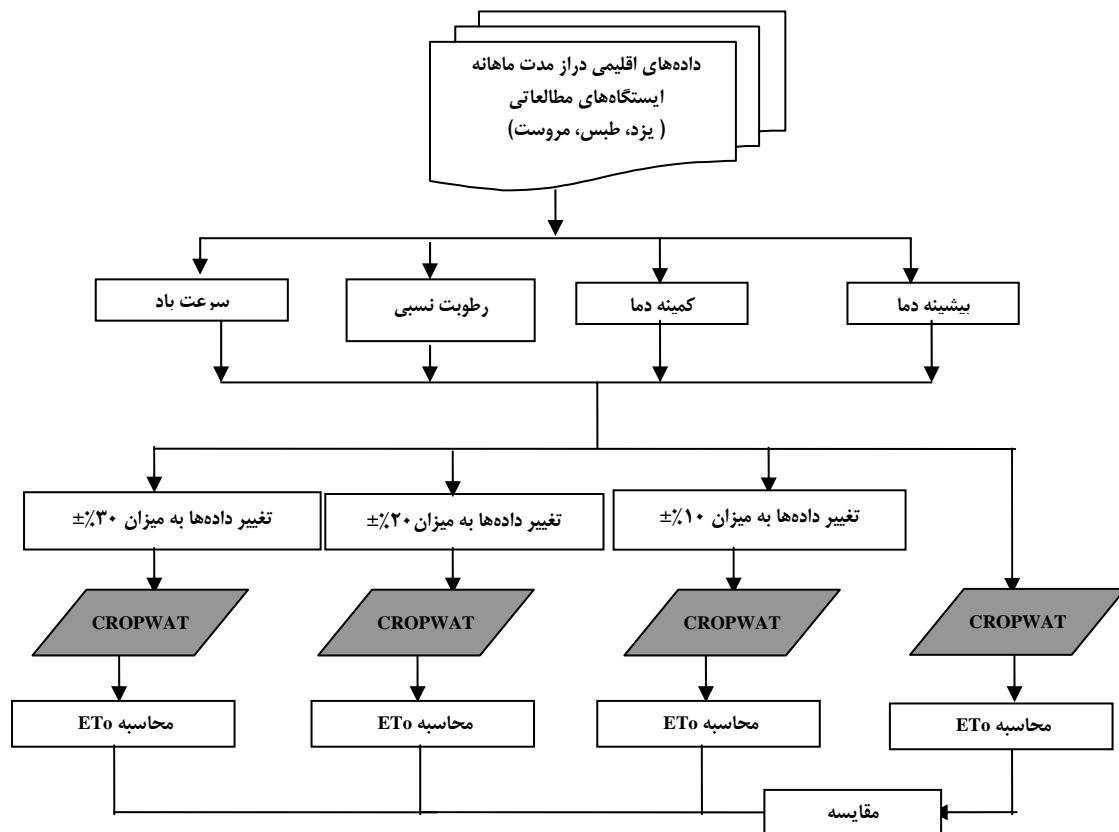 داده‌های اقلیمی دراز مدت ماهانه
ایستگاه‌های مطالعاتی
( یزد، طبس، مروست)
بیشینه دما
کمینه دما
رطوبت نسبی
سرعت باد
تغییر داده‌ها به میزان ۱۰٪±
تغییر داده‌ها به میزان ۲۰٪±
تغییر داده‌ها به میزان ۳۰٪±
CROPWAT
CROPWAT
CROPWAT
CROPWAT
محاسبه ETo
محاسبه ETo
محاسبه ETo
محاسبه ETo
مقایسه